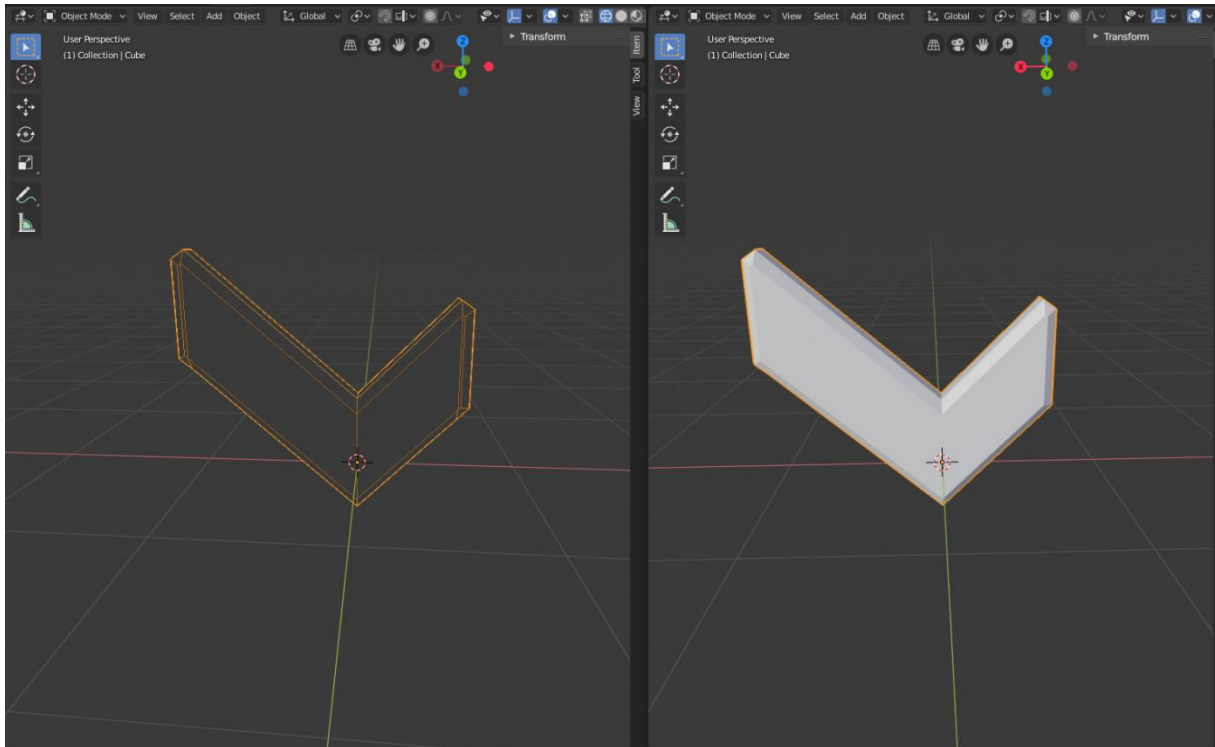 Object Mode View Select Add Object Global
User Perspective
(1) Collection | Cube
Z
X
Y
Transform
Item
Tool
View
Object Mode View Select Add Object Global
User Perspective
(1) Collection | Cube
Z
X
Y
Transform